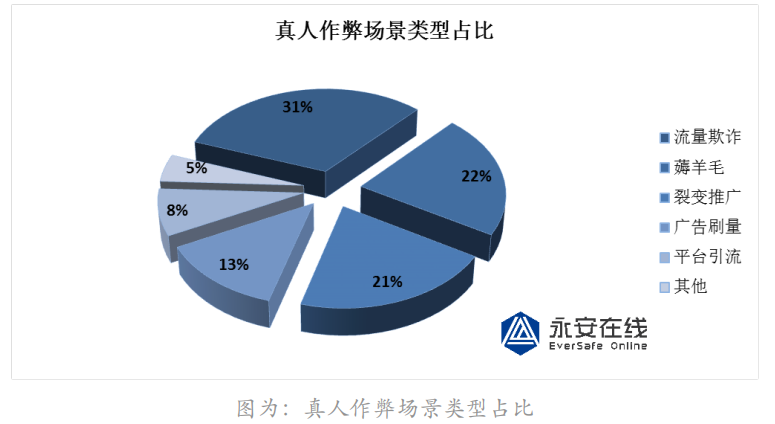 真人作弊场景类型占比
31%
22%
21%
13%
8%
5%
流量欺诈
薅羊毛
裂变推广
广告刷量
平台引流
其他
永安在线
EverSafe Online
图为：真人作弊场景类型占比